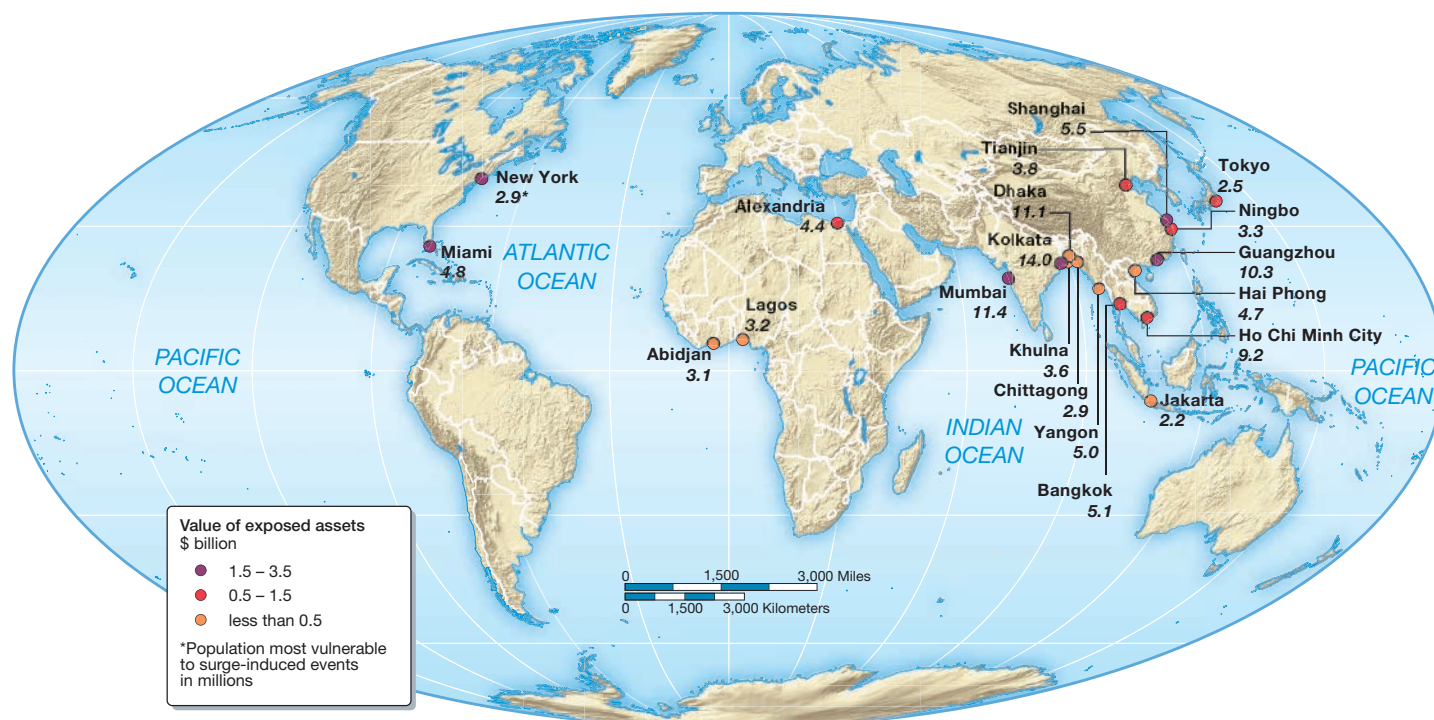 Shanghai
5.5
Tianjin
3.8
Dhaka
11.1
Kolkata
14.0
Tokyo
2.5
New York
2.9*
Alexandria
4.4
Ningbo
3.3
Miami
4.8
ATLANTIC
OCEAN
Guangzhou
10.3
Mumbai
11.4
Hai Phong
4.7
Lagos
3.2
Ho Chi Minh City
9.2
Abidjan
3.1
Khulna
3.6
PACIFIC
OCEAN
PACIFIC
OCEAN
Chittagong
2.9
Jakarta
2.2
INDIAN
OCEAN
Yangon
5.0
Bangkok
5.1
Value of exposed assets
$ billion
1.5 – 3.5
0.5 – 1.5
less than 0.5
*Population most vulnerable
to surge-induced events
in millions
0 1,500 3,000 Miles
0 1,500 3,000 Kilometers